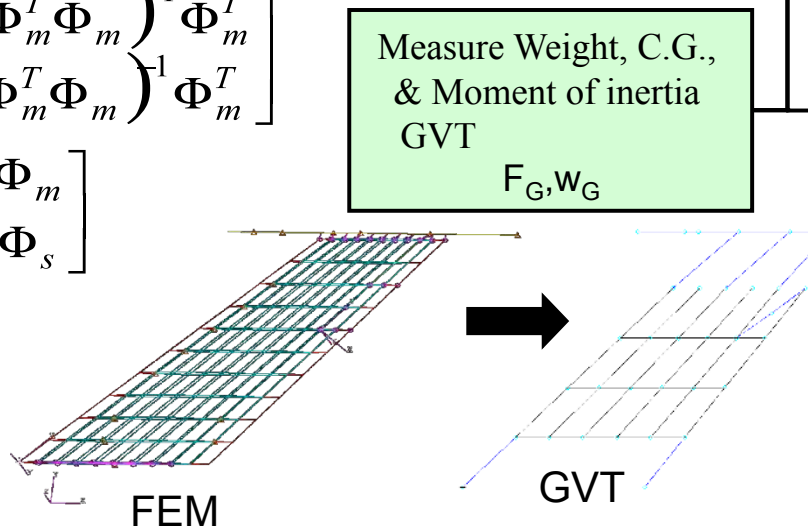 Φ_m^T Φ_m)^-1 Φ_m^T
Φ_m^T Φ_m)^-1 Φ_m^T]
Φ_m
Φ_s]
Measure Weight, C.G.,
& Moment of inertia
GVT
F_G,w_G
FEM
GVT